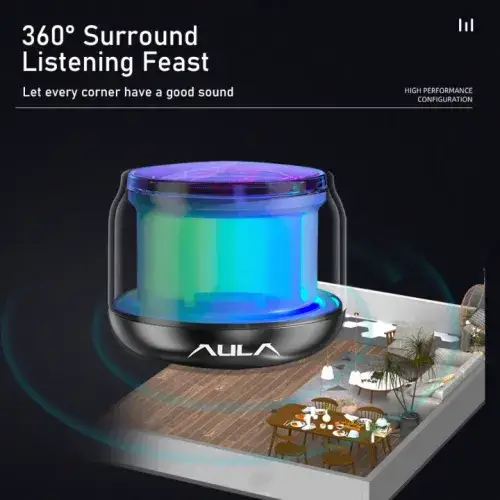 360° Surround
Listening Feast
Let every corner have a good sound
HIGH PERFORMANCE
CONFIGURATION
AULA